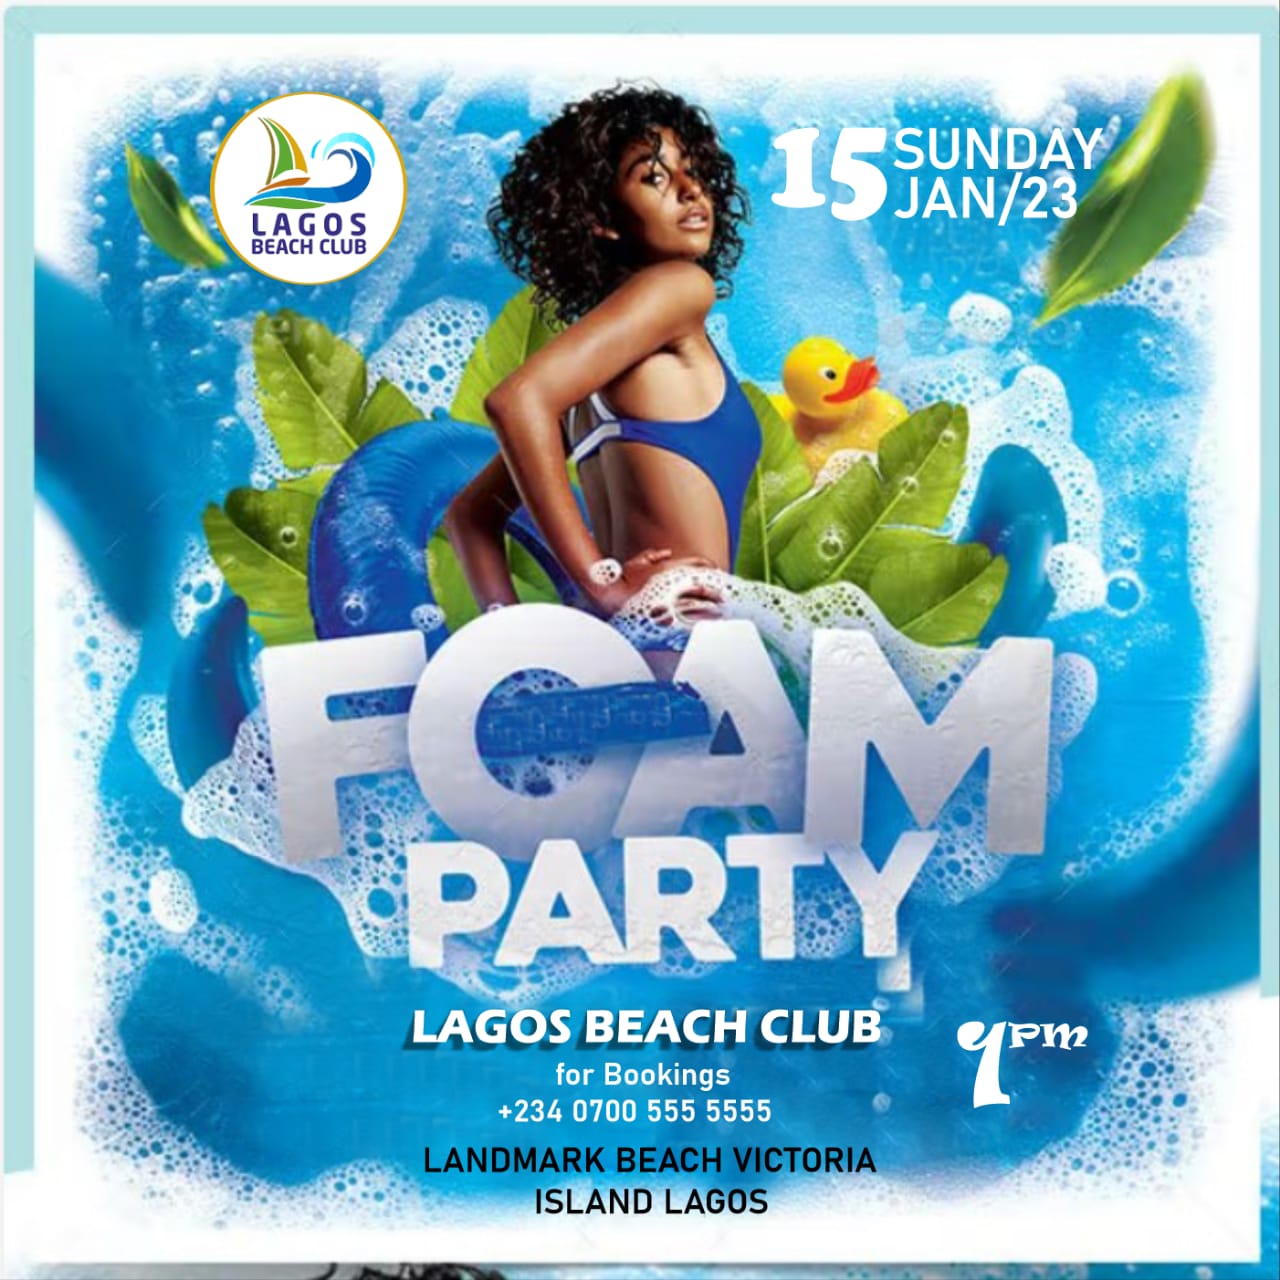 LAGOS
BEACH CLUB
15 SUNDAY
JAN/23
FOAM
PARTY
LAGOS BEACH CLUB
for Bookings
+234 0700 555 5555
9PM
LANDMARK BEACH VICTORIA
ISLAND LAGOS